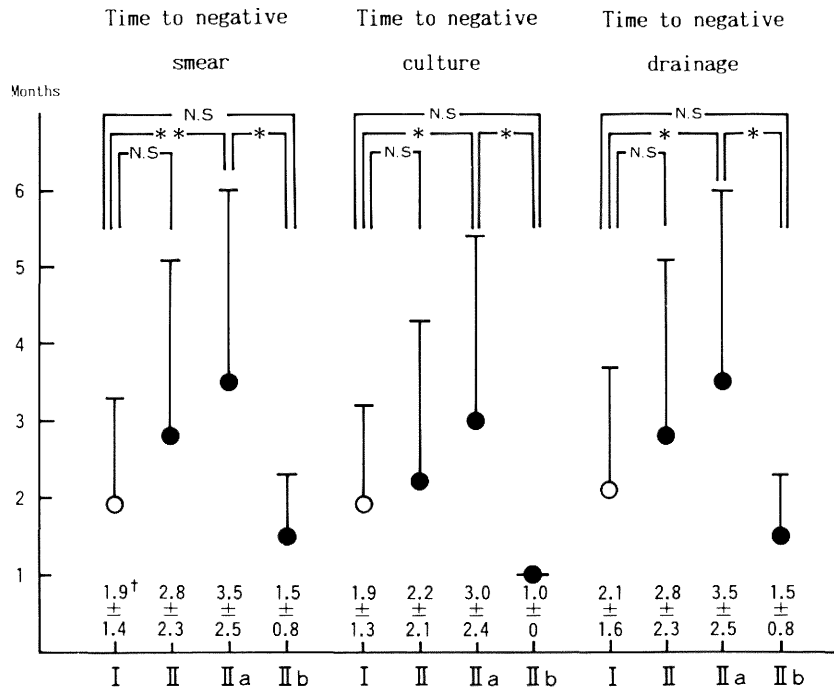 Time to negative Time to negative Time to negative
smear culture drainage
Months
N.S N.S N.S
* * * * * * *
N.S N.S N.S
6
5
4
3
2
1
1.9† 2.8 3.5 1.5 1.9 2.2 3.0 1.0 2.1 2.8 3.5 1.5
± ± ± ± ± ± ± ± ± ± ± ±
1.4 2.3 2.5 0.8 1.3 2.1 2.4 0 1.6 2.3 2.5 0.8
I II IIa IIb I II IIa IIb I II IIa IIb